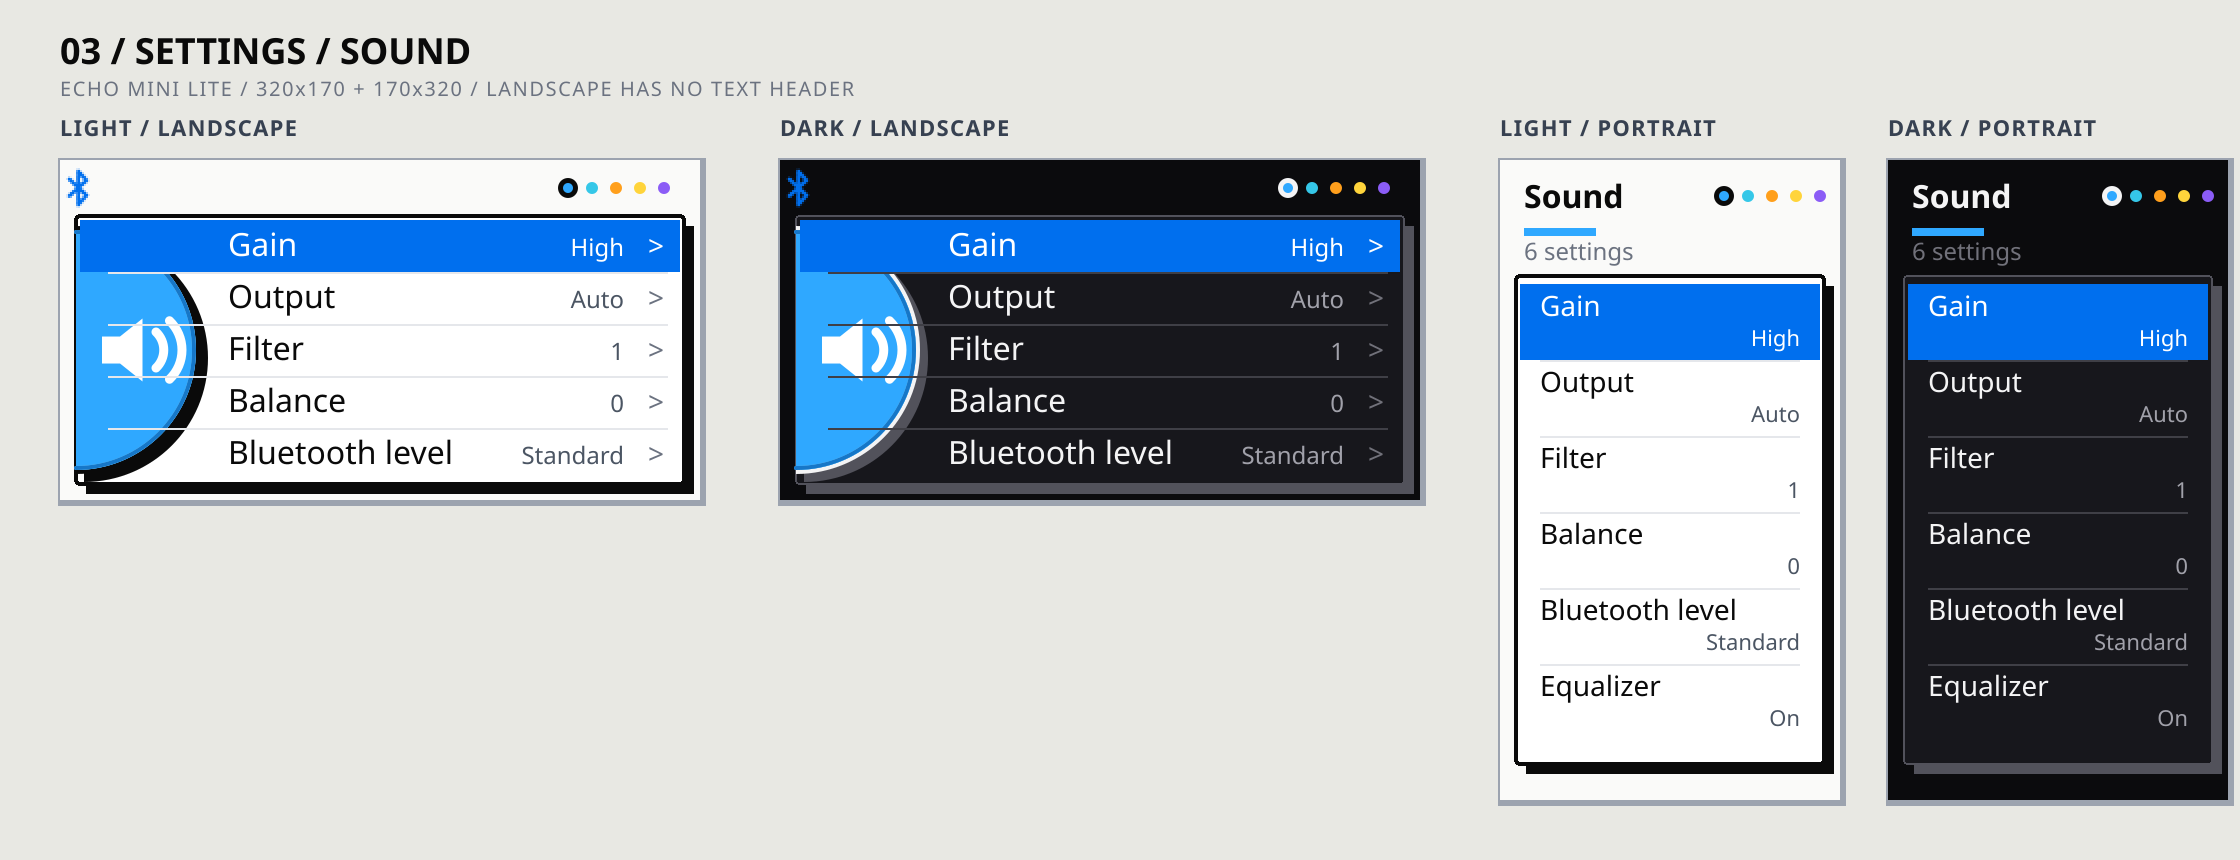 03 / SETTINGS / SOUND
ECHO MINI LITE / 320x170 + 170x320 / LANDSCAPE HAS NO TEXT HEADER
LIGHT / LANDSCAPE
Gain High >
Output Auto >
Filter 1 >
Balance 0 >
Bluetooth level Standard >
DARK / LANDSCAPE
Gain High >
Output Auto >
Filter 1 >
Balance 0 >
Bluetooth level Standard >
LIGHT / PORTRAIT
Sound
6 settings
Gain
High
Output
Auto
Filter
1
Balance
0
Bluetooth level
Standard
Equalizer
On
DARK / PORTRAIT
Sound
6 settings
Gain
High
Output
Auto
Filter
1
Balance
0
Bluetooth level
Standard
Equalizer
On